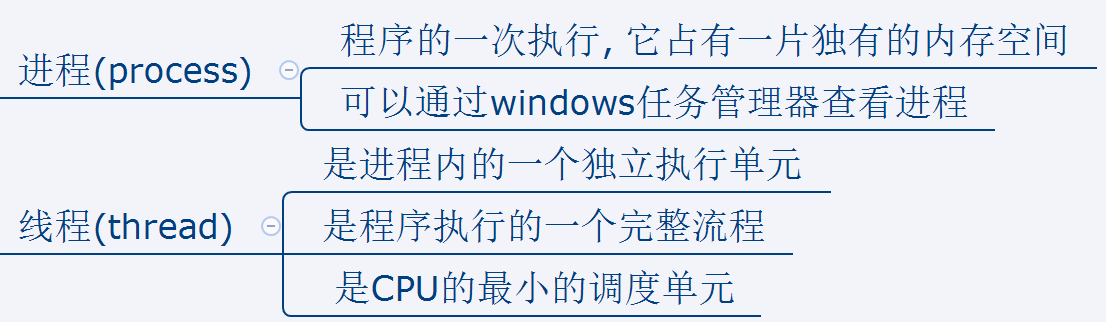 进程(process)
程序的一次执行, 它占有一片独有的内存空间
可以通过windows任务管理器查看进程
线程(thread)
是进程内的一个独立执行单元
是程序执行的一个完整流程
是CPU的最小的调度单元